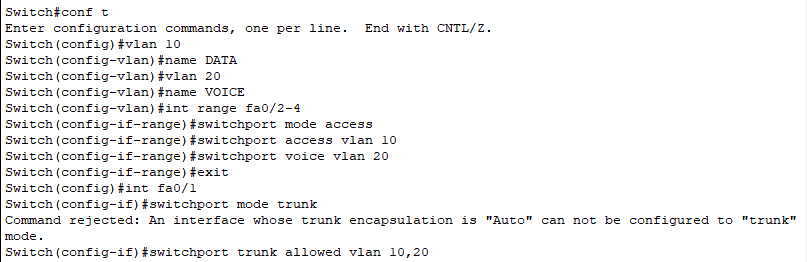 Switch#conf t
Enter configuration commands, one per line.  End with CNTL/Z.
Switch(config)#vlan 10
Switch(config-vlan)#name DATA
Switch(config-vlan)#vlan 20
Switch(config-vlan)#name VOICE
Switch(config-vlan)#int range fa0/2-4
Switch(config-if-range)#switchport mode access
Switch(config-if-range)#switchport access vlan 10
Switch(config-if-range)#switchport voice vlan 20
Switch(config-if-range)#exit
Switch(config)#int fa0/1
Switch(config-if)#switchport mode trunk
Command rejected: An interface whose trunk encapsulation is "Auto" can not be configured to "trunk"
mode.
Switch(config-if)#switchport trunk allowed vlan 10,20